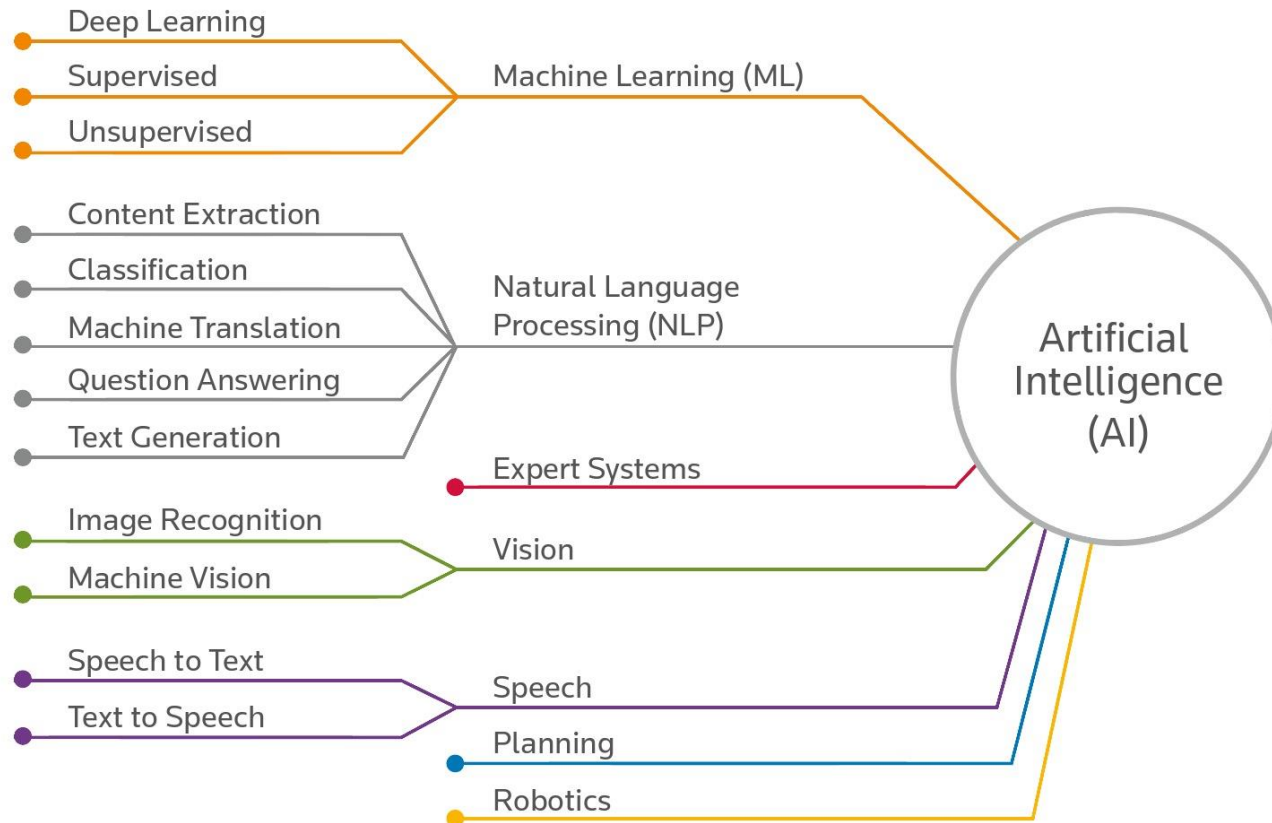 Deep Learning
Supervised
Unsupervised
Machine Learning (ML)
Content Extraction
Classification
Machine Translation
Question Answering
Text Generation
Natural Language
Processing (NLP)
Expert Systems
Image Recognition
Machine Vision
Vision
Speech to Text
Text to Speech
Speech
Planning
Robotics
Artificial
Intelligence
(AI)